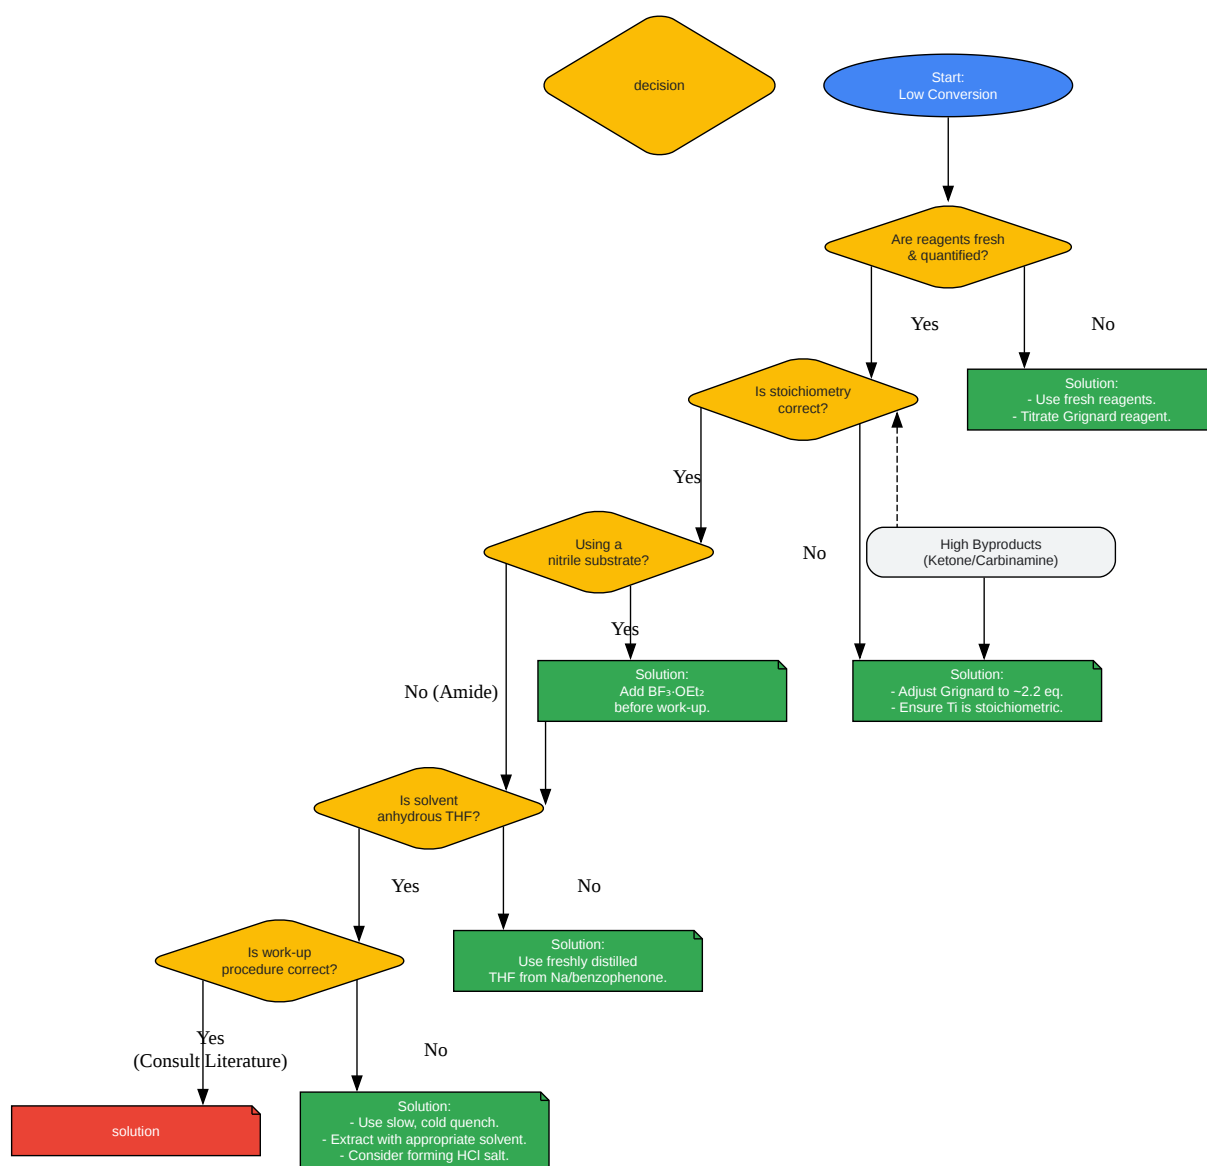 decision
Start:
Low Conversion
Are reagents fresh
& quantified?
Yes
No
Is stoichiometry
correct?
Solution:
- Use fresh reagents.
- Titrate Grignard reagent.
Yes
Using a
nitrile substrate?
No
High Byproducts
(Ketone/Carbinamine)
Yes
No (Amide)
Solution:
Add BF₃·OEt₂
before work-up.
Solution:
- Adjust Grignard to ~2.2 eq.
- Ensure Ti is stoichiometric.
Is solvent
anhydrous THF?
Yes
No
Is work-up
procedure correct?
Solution:
Use freshly distilled
THF from Na/benzophenone.
Yes
(Consult Literature)
No
solution
Solution:
- Use slow, cold quench.
- Extract with appropriate solvent.
- Consider forming HCl salt.